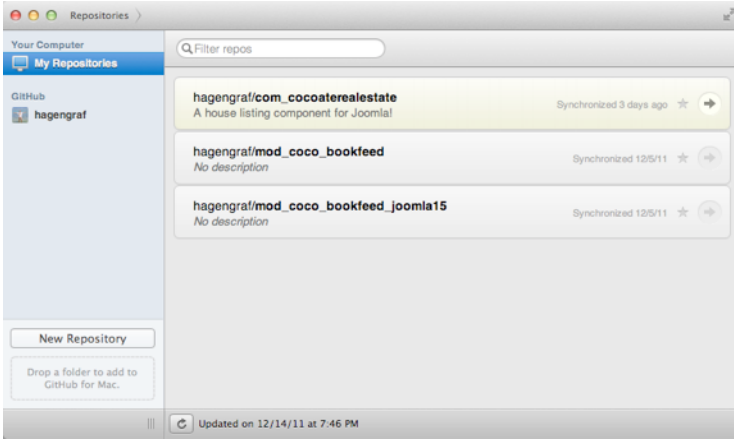 Repositories
Your Computer
My Repositories
GitHub
hagengraf
Filter repos
hagengraf/com_cocoaterealestate
A house listing component for Joomla!
Synchronized 3 days ago
hagengraf/mod_coco_bookfeed
No description
Synchronized 12/5/11
hagengraf/mod_coco_bookfeed_joomla15
No description
Synchronized 12/5/11
New Repository
Drop a folder to add to
GitHub for Mac.
Updated on 12/14/11 at 7:46 PM